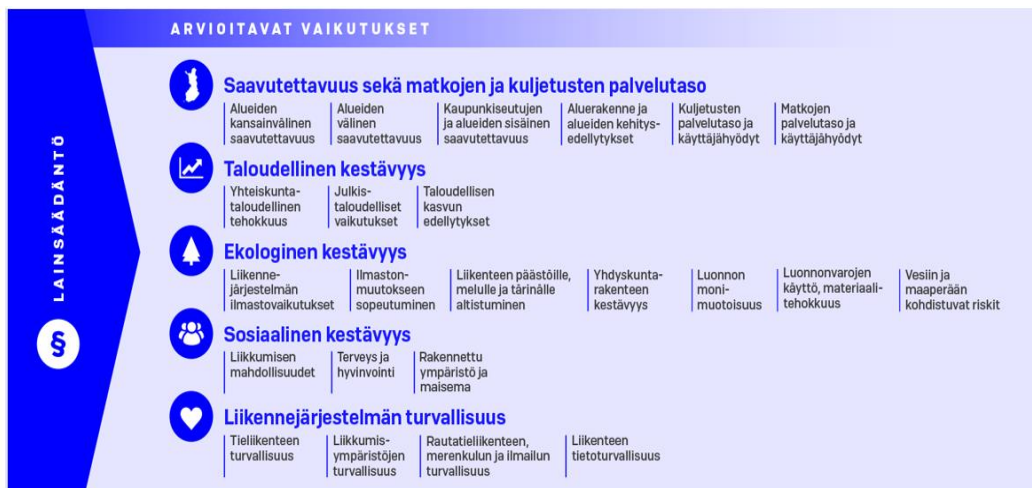 ARVIOITAVAT VAIKUTUKSET
LAINSÄÄDÄNTÖ
§
Saavutettavuus sekä matkojen ja kuljetusten palvelutaso
Alueiden
kansainvälinen
saavutettavuus
Alueiden
välinen
saavutettavuus
Kaupunkiseutujen
ja alueiden sisäinen
saavutettavuus
Aluerakenne ja
alueiden kehitys-
edellytykset
Kuljetusten
palvelutaso ja
käyttäjähyödyt
Matkojen
palvelutaso ja
käyttäjähyödyt
Taloudellinen kestävyys
Yhteiskunta-
taloudellinen
tehokkuus
Julkis-
taloudelliset
vaikutukset
Taloudellisen
kasvun
edellytykset
Ekologinen kestävyys
Liikenne-
järjestelmän
ilmastovaikutukset
Ilmaston-
muutokseen
sopeutuminen
Liikenteen päästöille,
melulle ja tärinälle
altistuminen
Yhdyskunta-
rakenteen
kestävyys
Luonnon
moni-
muotoisuus
Luonnonvarojen
käyttö, materiaali-
tehokkuus
Vesiin ja
maaperään
kohdistuvat riskit
Sosiaalinen kestävyys
Liikkumisen
mahdollisuudet
Terveys ja
hyvinvointi
Rakennettu
ympäristö ja
maisema
Liikennejärjestelmän turvallisuus
Tieliikenteen
turvallisuus
Liikkumis-
ympäristöjen
turvallisuus
Rautatieliikenteen,
merenkulun ja ilmailun
turvallisuus
Liikenteen
tietoturvallisuus